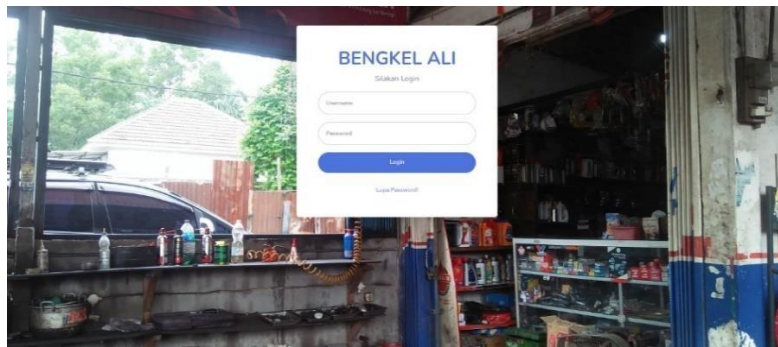 BENGKEL ALI
Silakan Login
Username
Password
Login
Lupa Password?